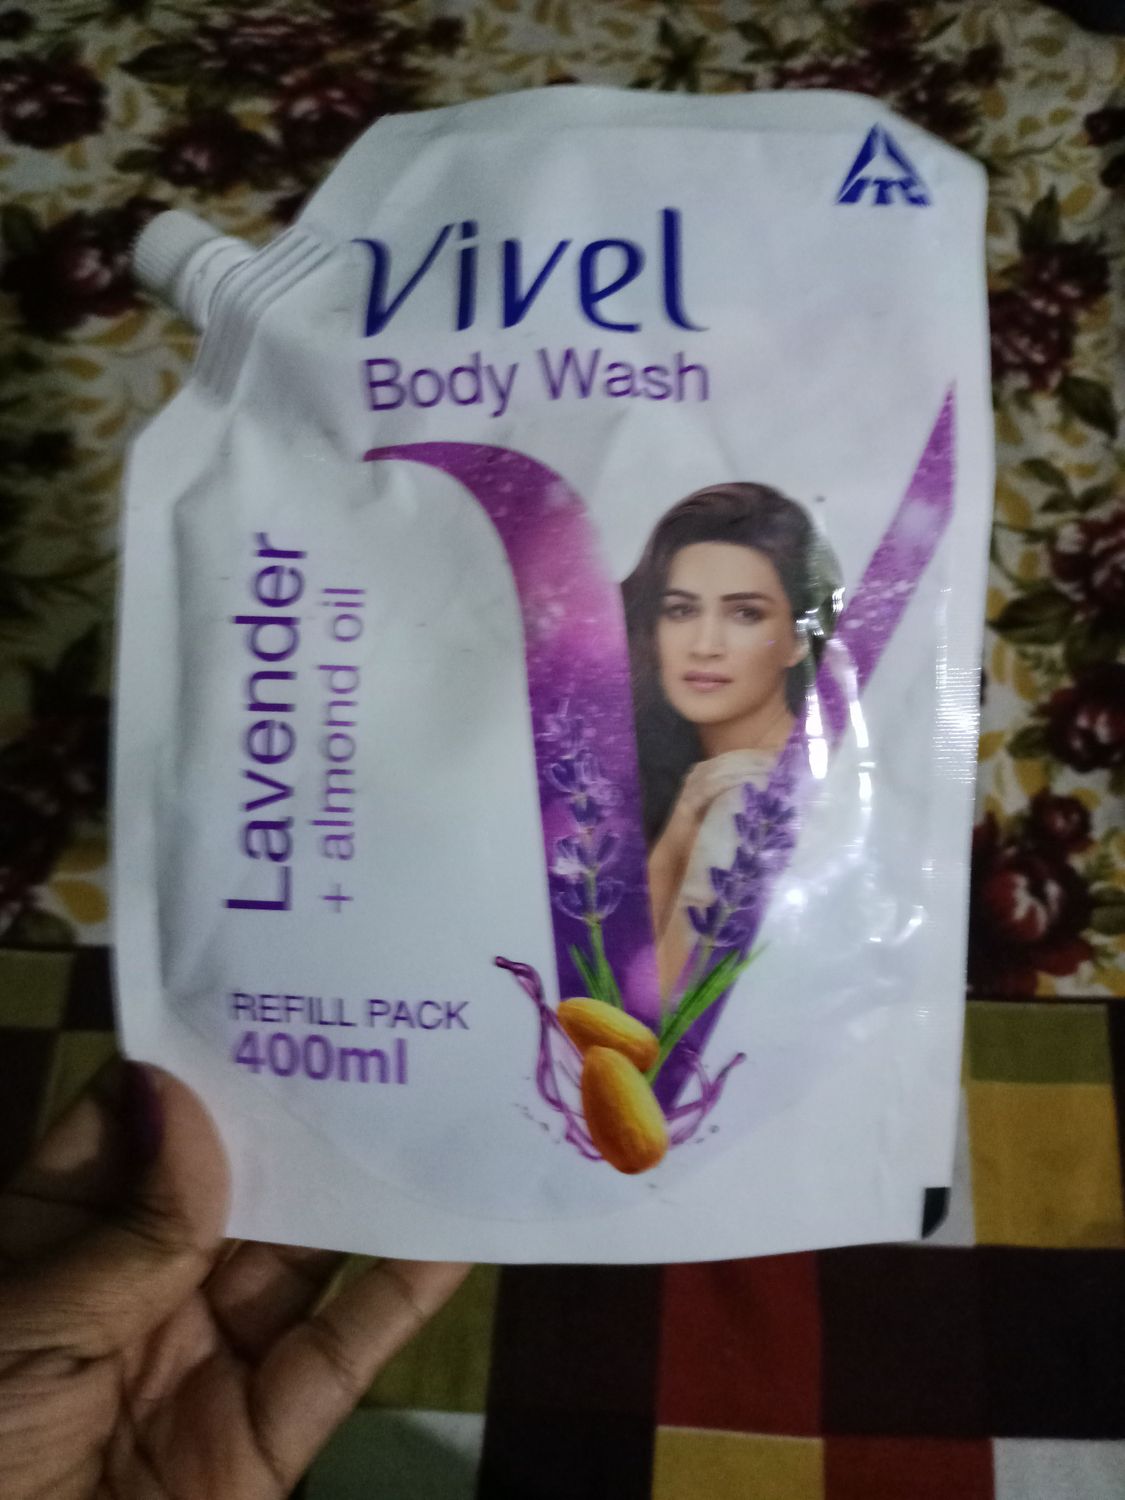 ITC
Vivel
Body Wash
Lavender
+ almond oil
REFILL PACK
400ml